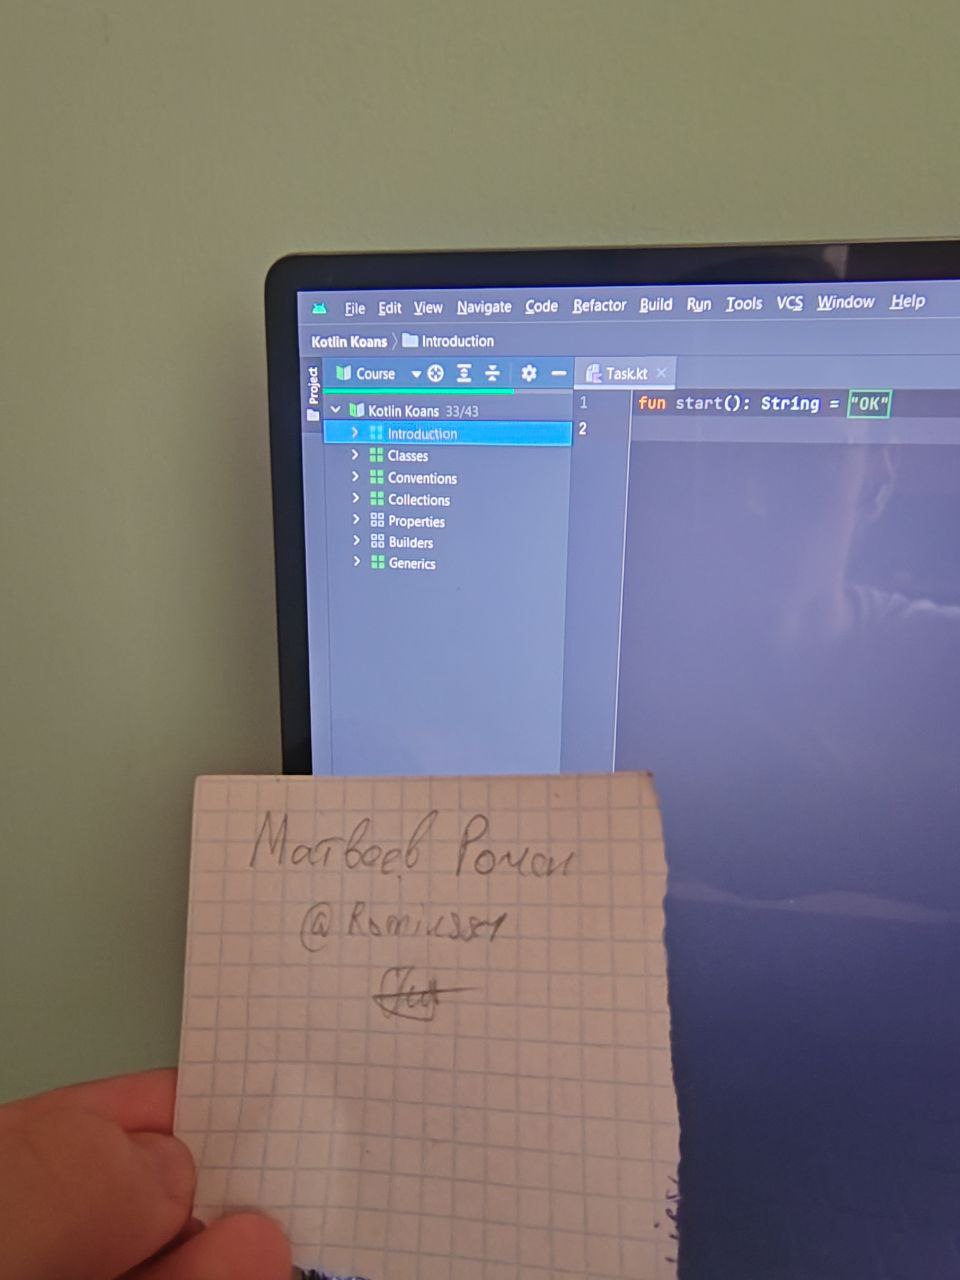 File Edit View Navigate Code Refactor Build Run Tools VCS Window Help
Kotlin Koans Introduction
Project
Course
Task.kt
Kotlin Koans 33/43
Introduction
Classes
Conventions
Collections
Properties
Builders
Generics
1 fun start(): String = "OK"
2
Матвеев Роман